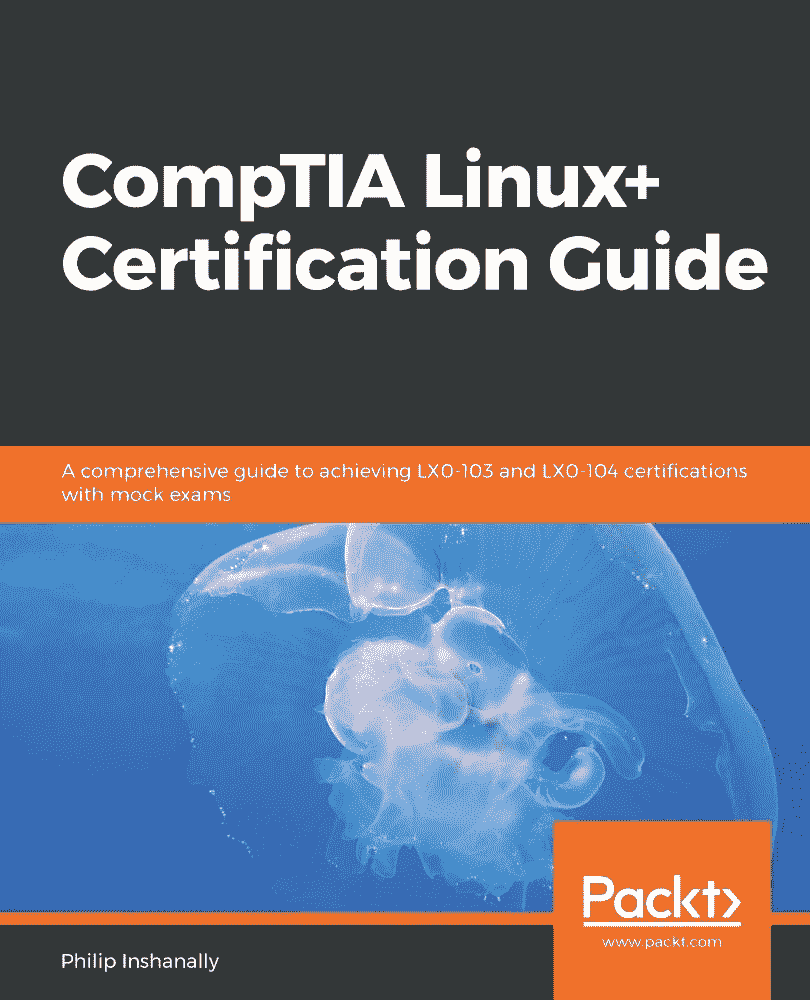 CompTIA Linux+
Certification Guide
A comprehensive guide to achieving LX0-103 and LX0-104 certifications
with mock exams
Packt>
www.packt.com
Philip Inshanally